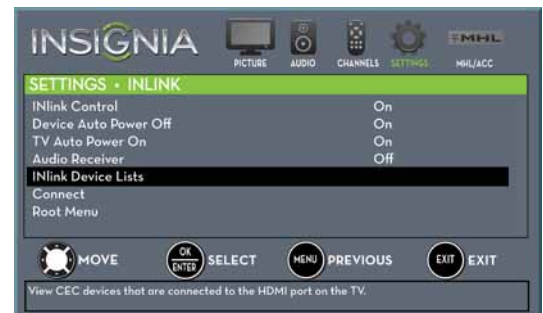 INSIGNIA
PICTURE AUDIO CHANNELS SETTINGS MHL MHL/ACC
SETTINGS • INLINK
INlink Control On
Device Auto Power Off On
TV Auto Power On On
Audio Receiver Off
INlink Device Lists
Connect
Root Menu
MOVE OK ENTER SELECT MENU PREVIOUS EXIT EXIT
View CEC devices that are connected to the HDMI port on the TV.